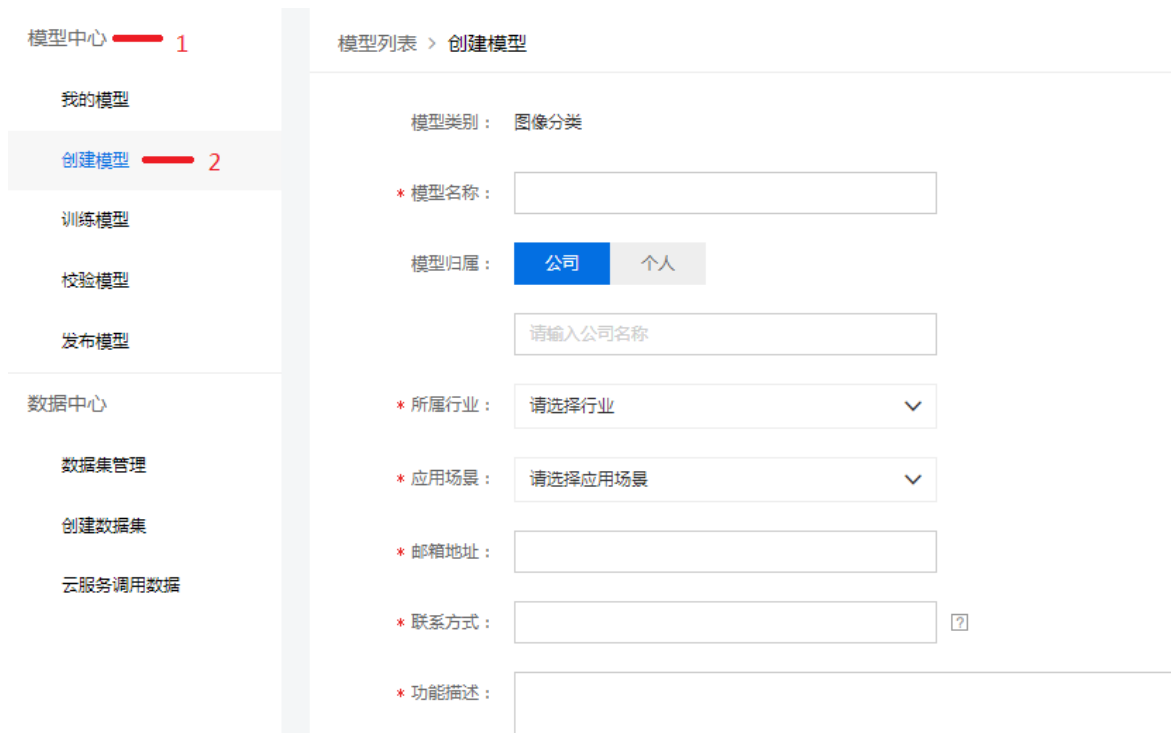 模型中心 1
我的模型
创建模型 2
训练模型
校验模型
发布模型
数据中心
数据集管理
创建数据集
云服务调用数据
模型列表 > 创建模型
模型类别： 图像分类
* 模型名称：
模型归属： 公司 个人
请输入公司名称
* 所属行业： 请选择行业
* 应用场景： 请选择应用场景
* 邮箱地址：
* 联系方式： ?
* 功能描述：